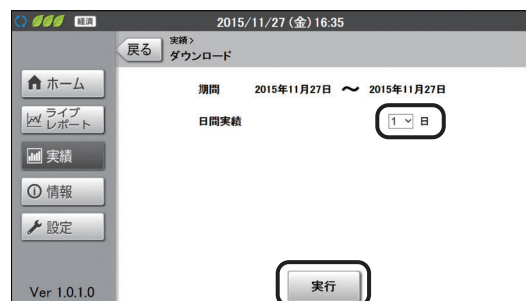 経済
2015/11/27 (金) 16:35
戻る
実績>
ダウンロード
ホーム
ライブ
レポート
実績
情報
設定
Ver 1.0.1.0
期間 2015年11月27日 ～ 2015年11月27日
日間実績 1 日
実行